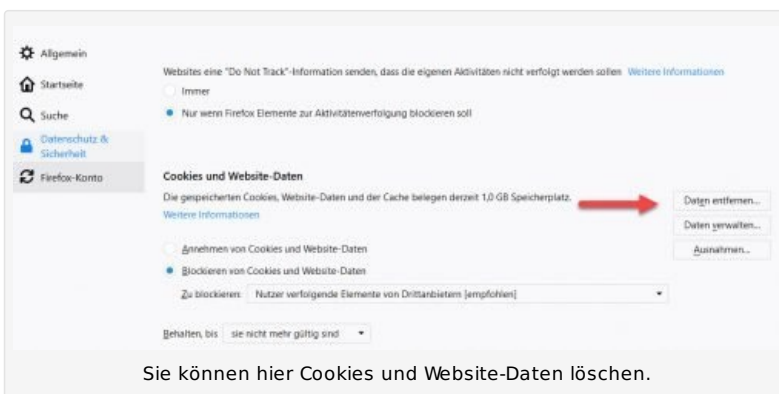 Allgemein
Startseite
Suche
Datenschutz &
Sicherheit
Firefox-Konto
Websites eine "Do Not Track"-Information senden, dass die eigenen Aktivitäten nicht verfolgt werden sollen Weitere Informationen
Immer
Nur wenn Firefox Elemente zur Aktivitätenverfolgung blockieren soll
Cookies und Website-Daten
Die gespeicherten Cookies, Website-Daten und der Cache belegen derzeit 1,0 GB Speicherplatz.
Weitere Informationen
Daten entfernen...
Daten verwalten...
Ausnahmen...
Annehmen von Cookies und Website-Daten
Blockieren von Cookies und Website-Daten
Zu blockieren: Nutzer verfolgende Elemente von Drittanbietern [empfohlen]
Behalten, bis sie nicht mehr gültig sind
Sie können hier Cookies und Website-Daten löschen.